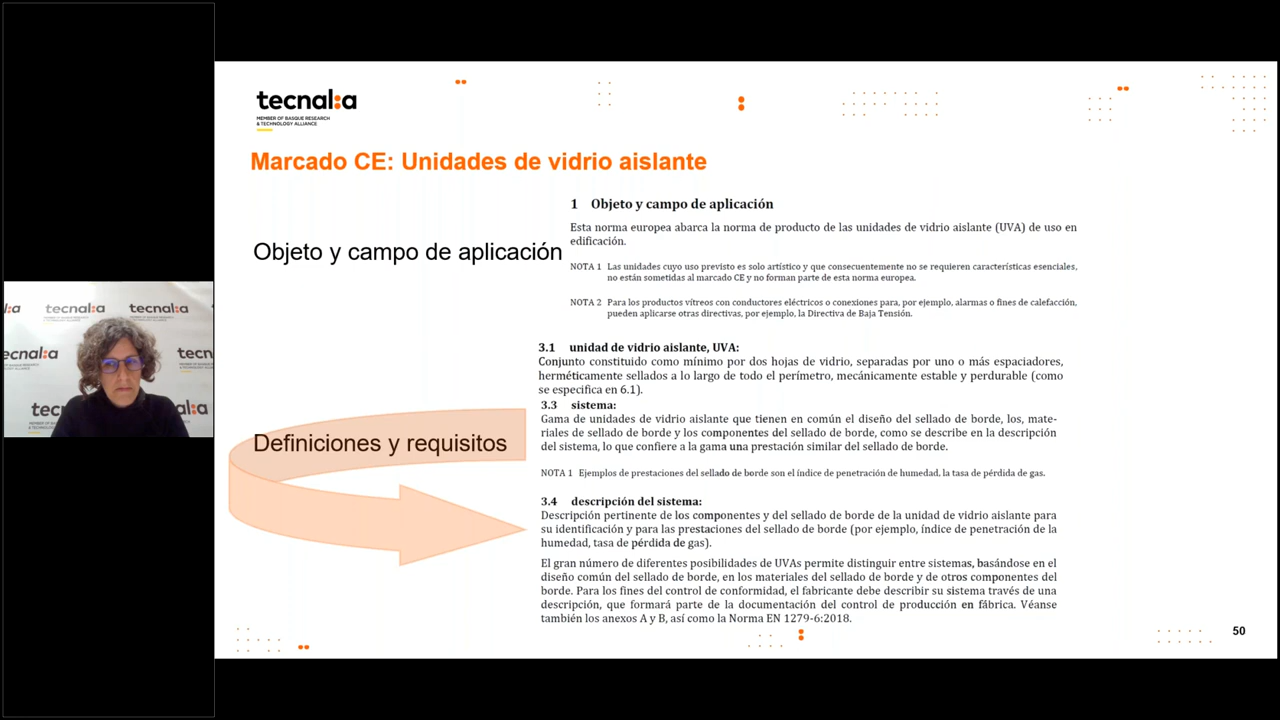 tecnalia
MEMBER OF BASQUE RESEARCH
& TECHNOLOGY ALLIANCE
Marcado CE: Unidades de vidrio aislante
Objeto y campo de aplicación
1 Objeto y campo de aplicación
Esta norma europea abarca la norma de producto de las unidades de vidrio aislante (UVA) de uso en
edificación.
NOTA 1 Las unidades cuyo uso previsto es solo artístico y que consecuentemente no se requieren características esenciales,
no están sometidas al marcado CE y no forman parte de esta norma europea.
NOTA 2 Para los productos vítreos con conductores eléctricos o conexiones para, por ejemplo, alarmas o fines de calefacción,
pueden aplicarse otras directivas, por ejemplo, la Directiva de Baja Tensión.
3.1 unidad de vidrio aislante, UVA:
Conjunto constituido como mínimo por dos hojas de vidrio, separadas por uno o más espaciadores,
herméticamente sellados a lo largo de todo el perímetro, mecánicamente estable y perdurable (como
se especifica en 6.1).
3.3 sistema:
Gama de unidades de vidrio aislante que tienen en común el diseño del sellado de borde, los, mate-
riales de sellado de borde y los componentes del sellado de borde, como se describe en la descripción
del sistema, lo que confiere a la gama una prestación similar del sellado de borde.
NOTA 1 Ejemplos de prestaciones del sellado de borde son el índice de penetración de humedad, la tasa de pérdida de gas.
Definiciones y requisitos
3.4 descripción del sistema:
Descripción pertinente de los componentes y del sellado de borde de la unidad de vidrio aislante para
su identificación y para las prestaciones del sellado de borde (por ejemplo, índice de penetración de la
humedad, tasa de pérdida de gas).
El gran número de diferentes posibilidades de UVAs permite distinguir entre sistemas, basándose en el
diseño común del sellado de borde, en los materiales del sellado de borde y de otros componentes del
borde. Para los fines del control de conformidad, el fabricante debe describir su sistema través de una
descripción, que formará parte de la documentación del control de producción en fábrica. Véanse
también los anexos A y B, así como la Norma EN 1279-6:2018.
50
tecnalia
tecnalia